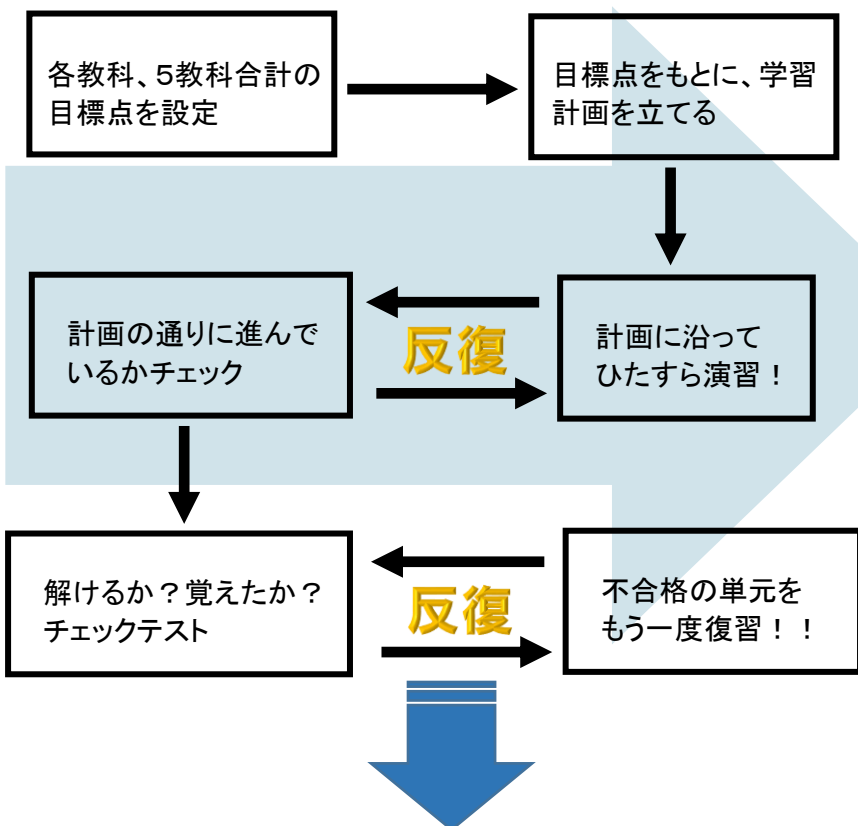 各教科、5教科合計の
目標点を設定
目標点をもとに、学習
計画を立てる
計画の通りに進んで
いるかチェック
反復
計画に沿って
ひたすら演習！
解けるか？覚えたか？
チェックテスト
反復
不合格の単元を
もう一度復習！！